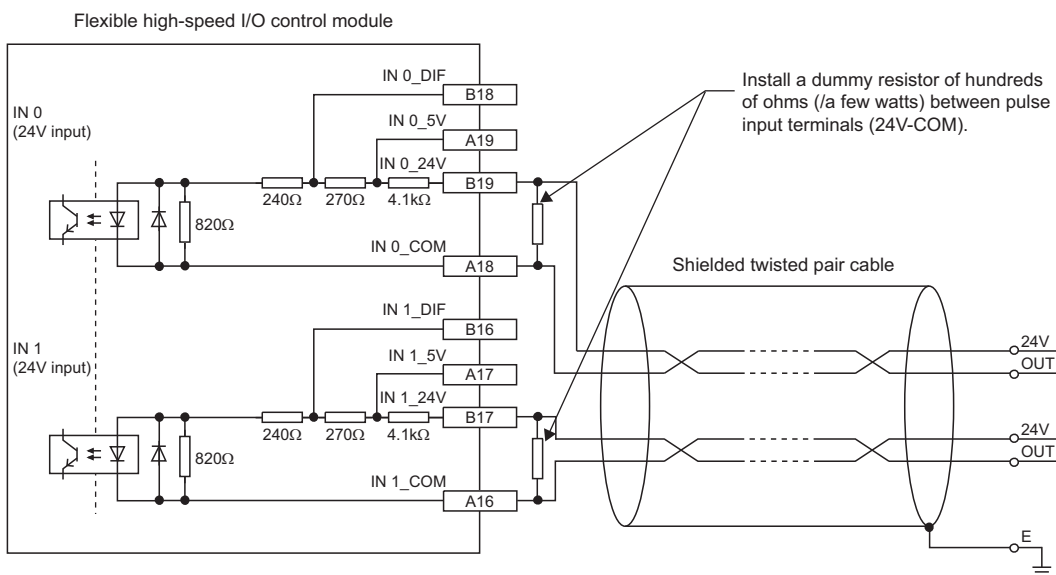 Flexible high-speed I/O control module
IN 0
(24V input)
IN 0_DIF
B18
IN 0_5V
A19
IN 0_24V
B19
240Ω
270Ω
4.1kΩ
820Ω
IN 0_COM
A18
Install a dummy resistor of hundreds
of ohms (/a few watts) between pulse
input terminals (24V-COM).
Shielded twisted pair cable
IN 1
(24V input)
IN 1_DIF
B16
IN 1_5V
A17
IN 1_24V
B17
240Ω
270Ω
4.1kΩ
820Ω
IN 1_COM
A16
24V
OUT
24V
OUT
E